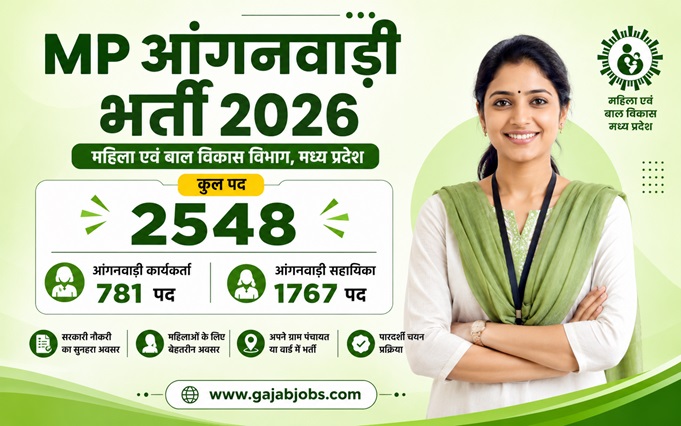 MP आंगनवाड़ी
भर्ती 2026
महिला एवं बाल विकास विभाग, मध्य प्रदेश
कुल पद
2548
आंगनवाड़ी कार्यकर्ता
781 पद
आंगनवाड़ी सहायिका
1767 पद
सरकारी नौकरी
का सुनहरा अवसर
महिलाओं के लिए
बेहतरीन अवसर
अपने ग्राम पंचायत
या वार्ड में भर्ती
पारदर्शी चयन
प्रक्रिया
www.gajabjobs.com
महिला एवं
बाल विकास
मध्य प्रदेश